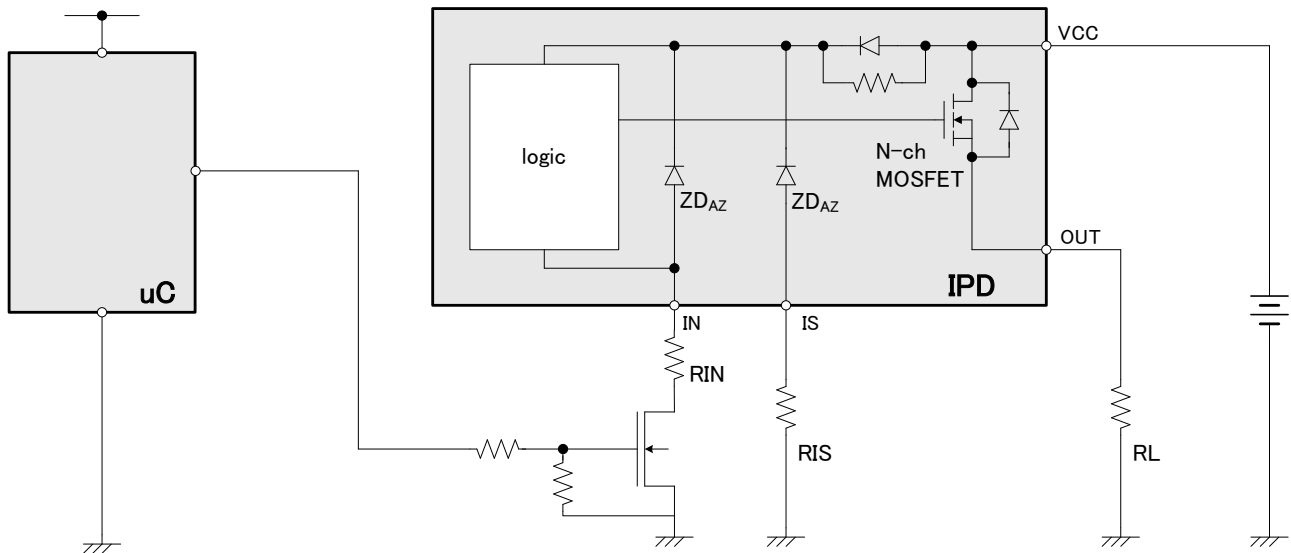 VCC
logic
N-ch
MOSFET
ZDAZ
ZDAZ
OUT
uC
IPD
IN
IS
RIN
RIS
RL